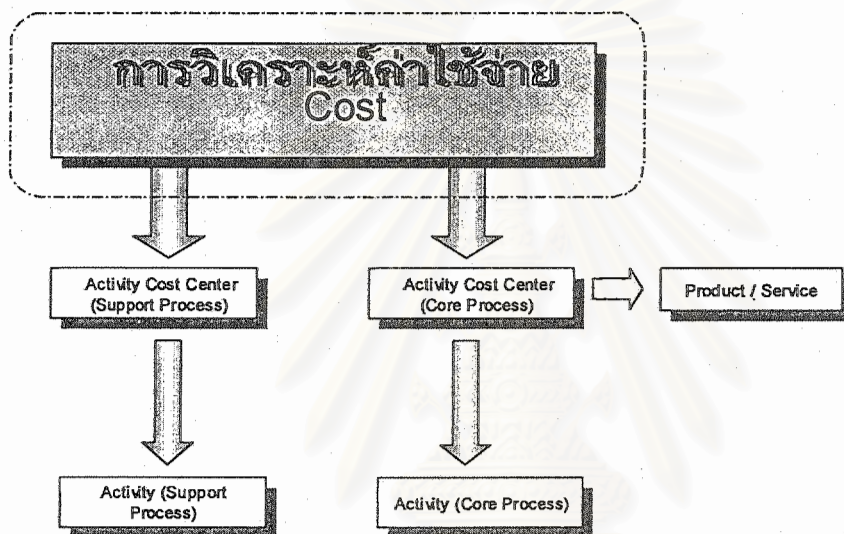 การวิเคราะห์ค่าใช้จ่าย
Cost
Activity Cost Center
(Support Process)
Activity Cost Center
(Core Process)
Product / Service
Activity (Support
Process)
Activity (Core Process)